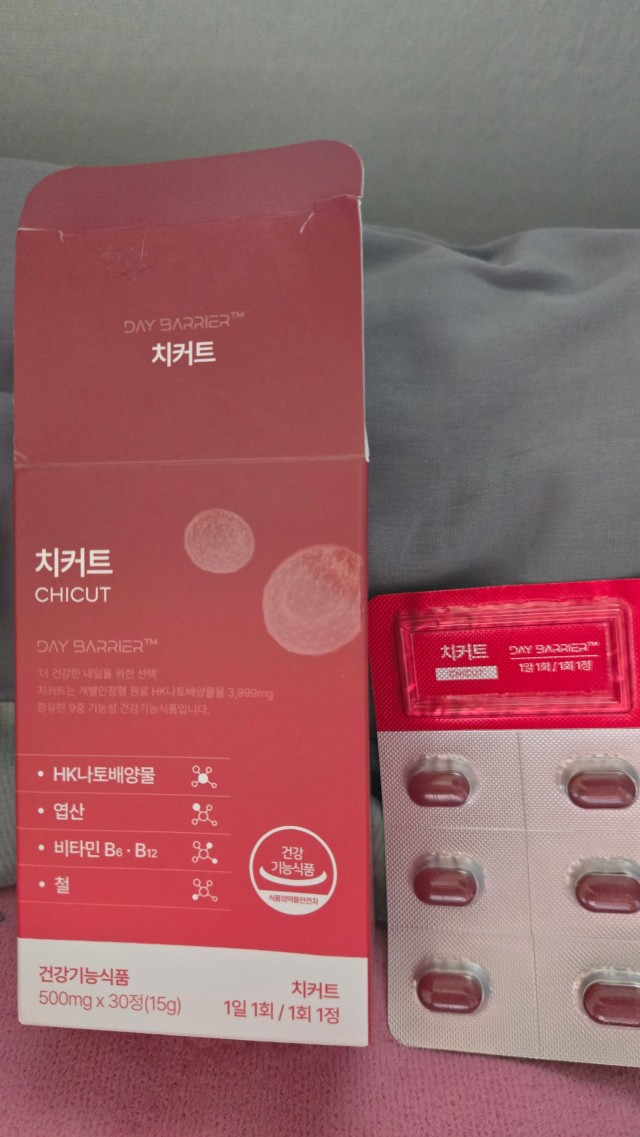 DAY BARRIER™
치커트
치커트
CHICUT
DAY BARRIER™
'더 건강한 내일을 위한 선택'
치커트는 개별인정형 원료 HK나토배양물을 3,999mg
함유한 9중 기능성 건강기능식품입니다.
• HK나토배양물
• 엽산
• 비타민 B6 · B12
• 철
건강
기능식품
식품의약품안전처
건강기능식품
500mg x 30정(15g)
치커트
1일 1회 / 1회 1정
치커트
CHICUT
DAY BARRIER™
1일 1회 / 1회 1정